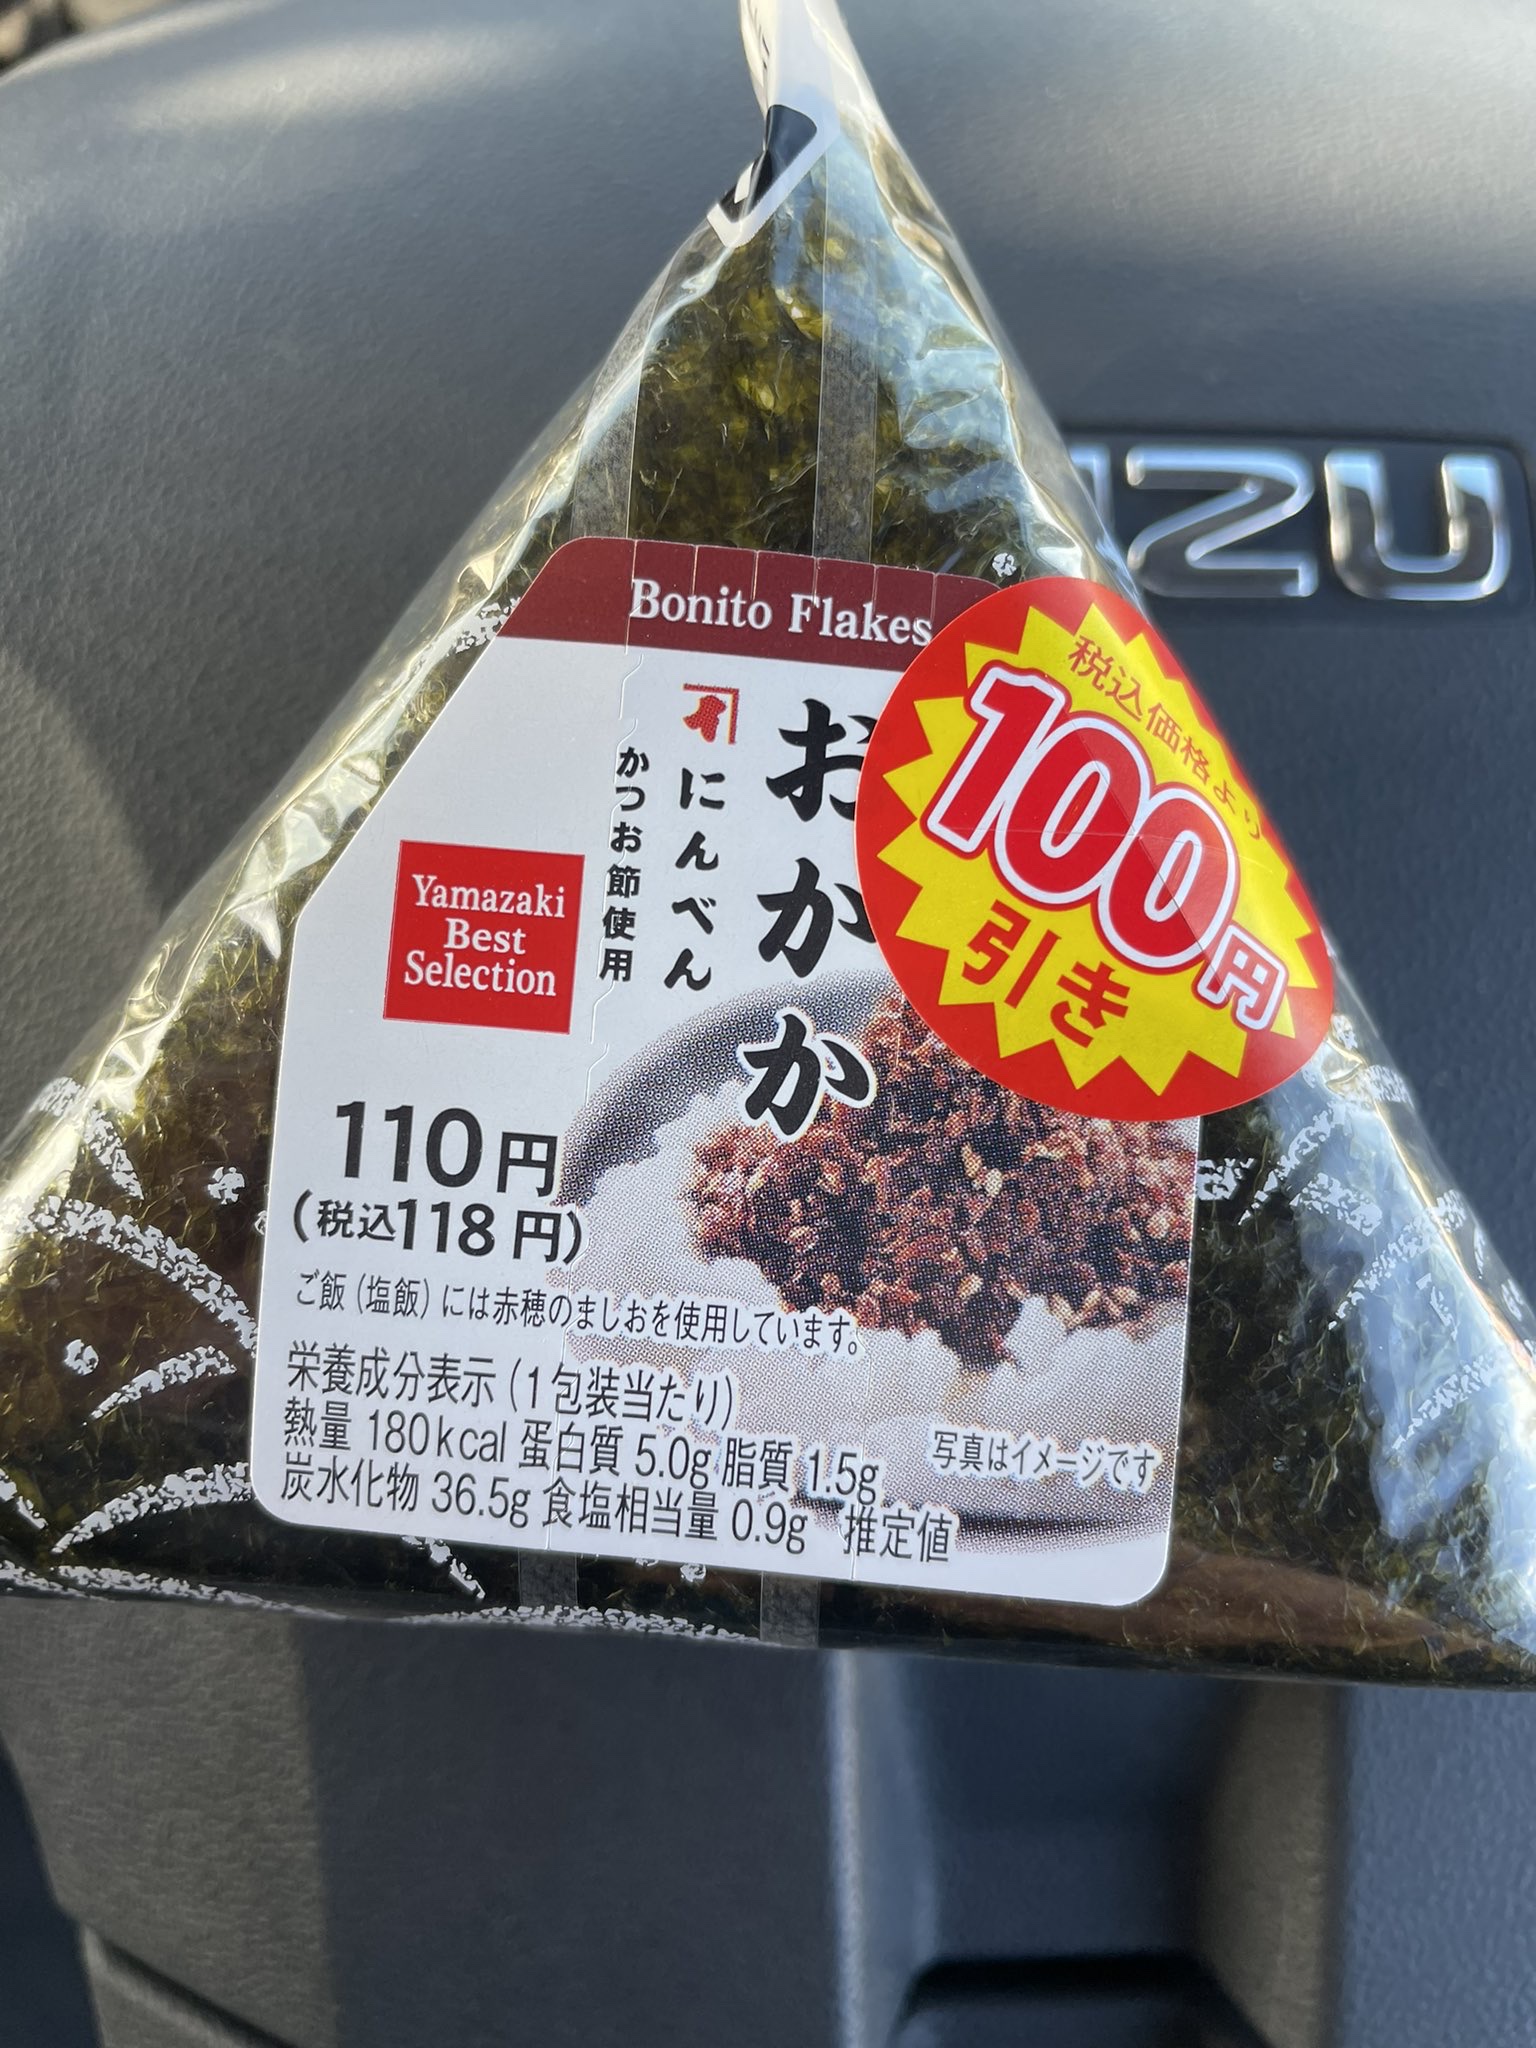 ZU
Bonito Flakes
おかか
にんべん
かつお節使用
税込価格より
100円
引き
Yamazaki
Best
Selection
110円
(税込118円)
ご飯(塩飯)には赤穂のましおを使用しています。
栄養成分表示(1包装当たり)
熱量 180kcal 蛋白質 5.0g 脂質 1.5g
炭水化物 36.5g 食塩相当量 0.9g 推定値
写真はイメージです